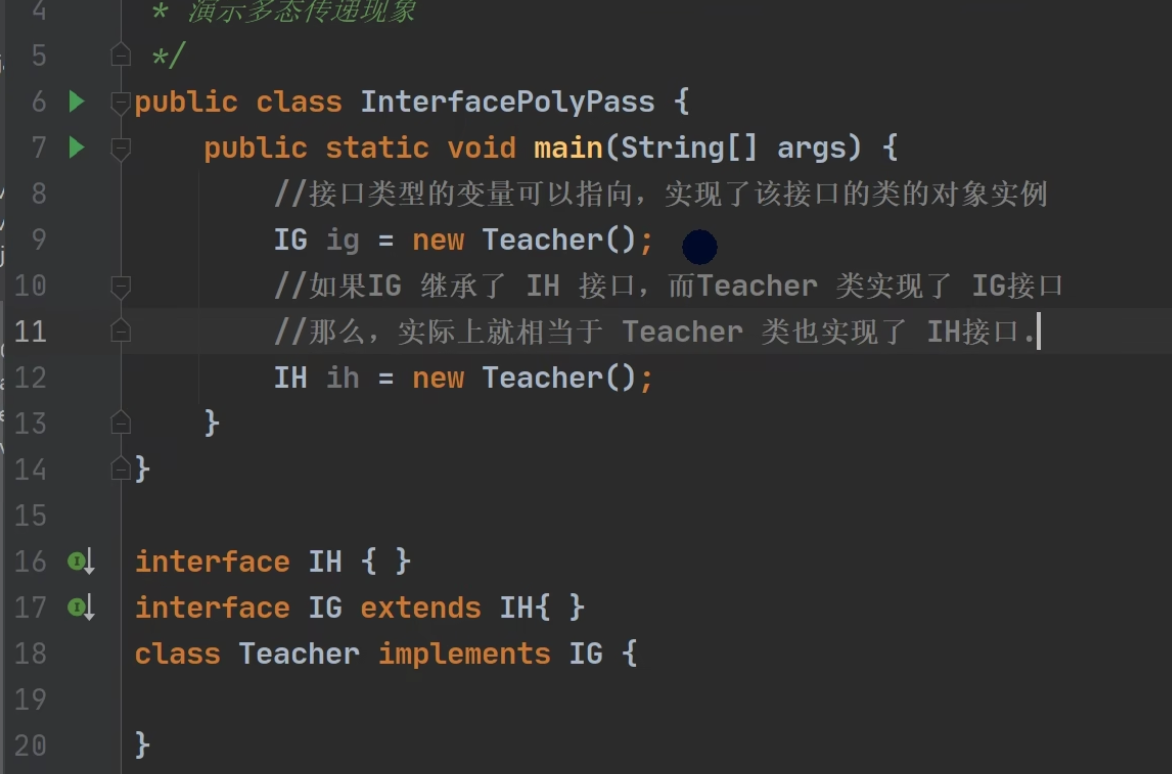 4 * 演示多态传递现象
5 */
6 public class InterfacePolyPass {
7 public static void main(String[] args) {
8 //接口类型的变量可以指向，实现了该接口的类的对象实例
9 IG ig = new Teacher();
10 //如果IG 继承了 IH 接口，而Teacher 类实现了 IG接口
11 //那么，实际上就相当于 Teacher 类也实现了 IH接口.
12 IH ih = new Teacher();
13 }
14 }
15
16 interface IH { }
17 interface IG extends IH{ }
18 class Teacher implements IG {
19
20 }